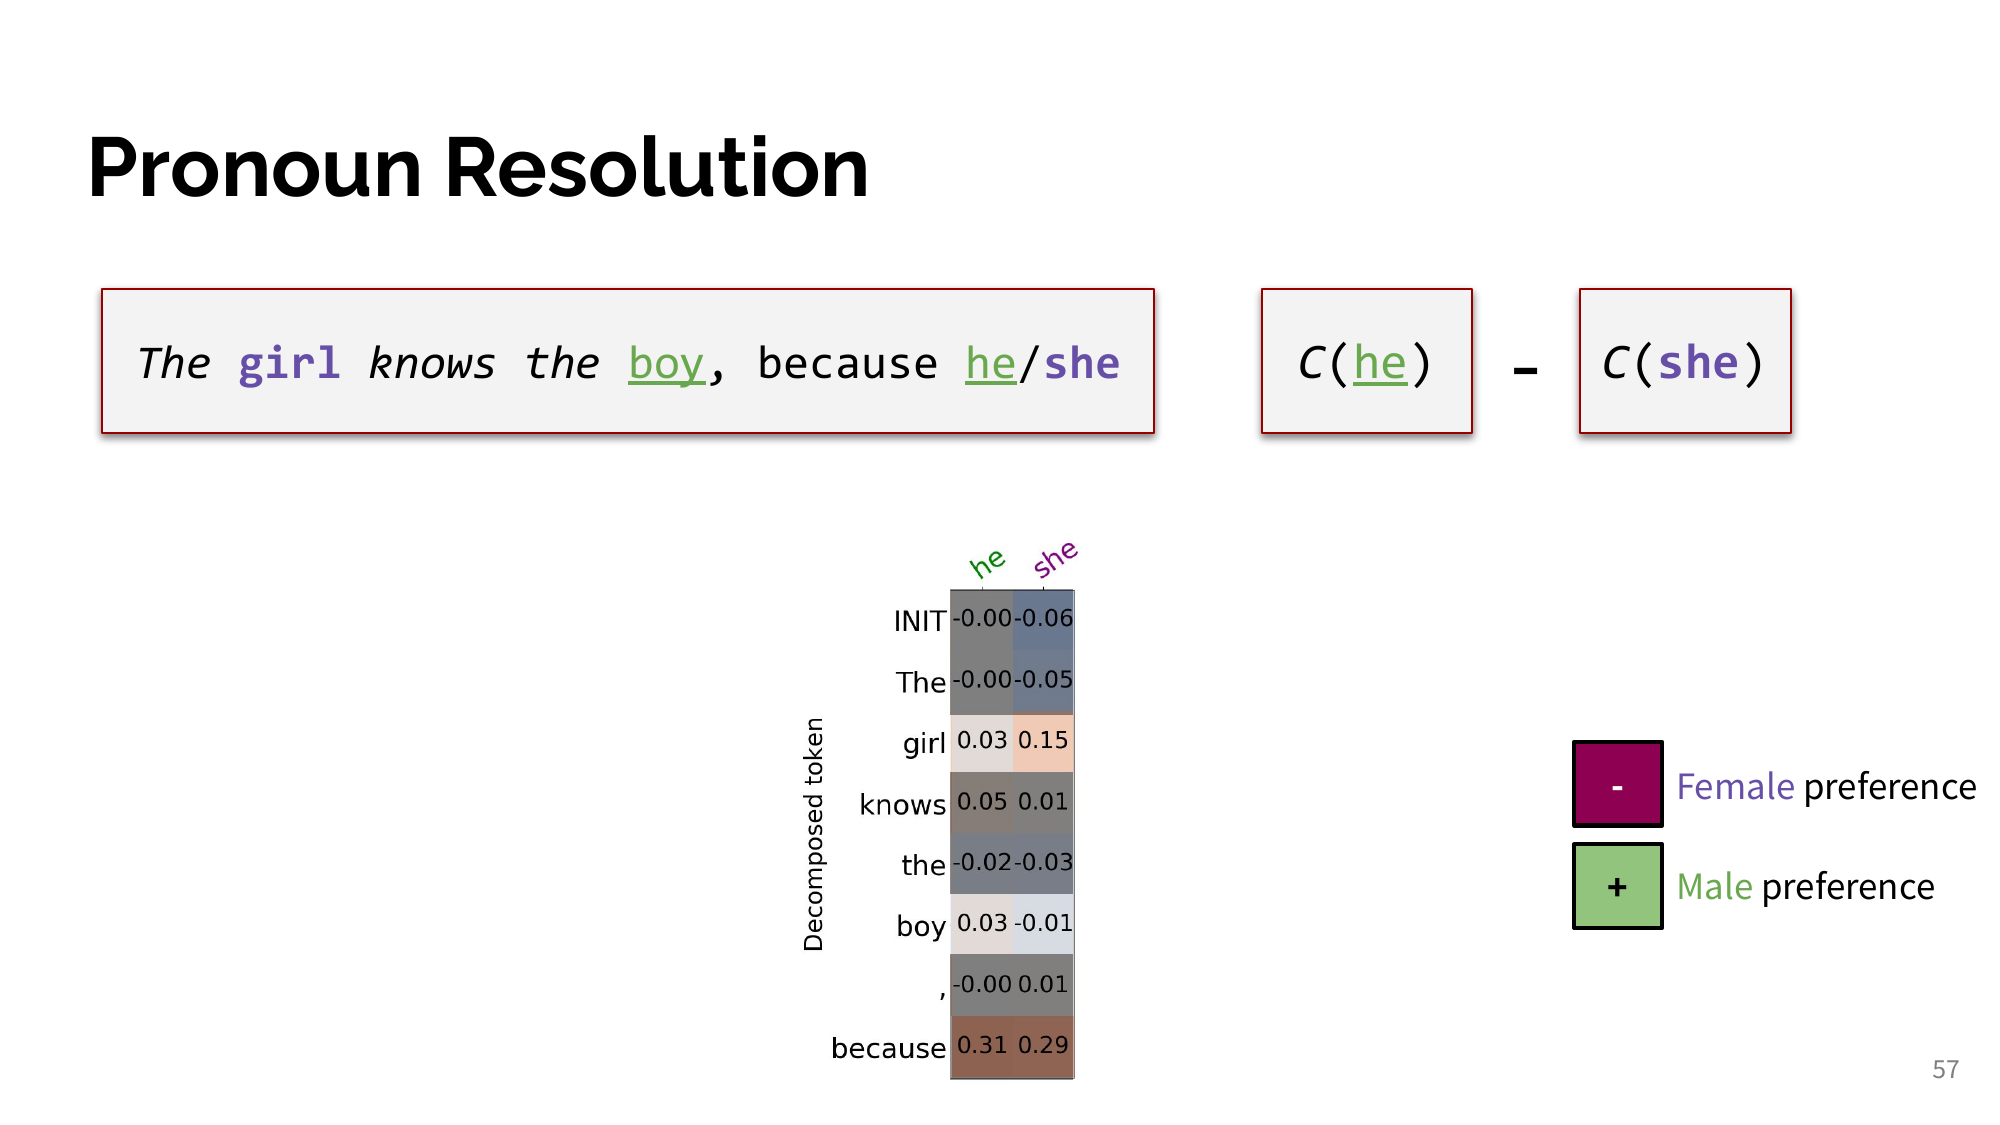 Pronoun Resolution
The girl knows the boy, because he/she
C(he) - C(she)
he she
INIT -0.00 -0.06
The -0.00 -0.05
girl 0.03 0.15
knows 0.05 0.01
the -0.02 -0.03
boy 0.03 -0.01
, -0.00 0.01
because 0.31 0.29
Decomposed token
- Female preference
+ Male preference
57